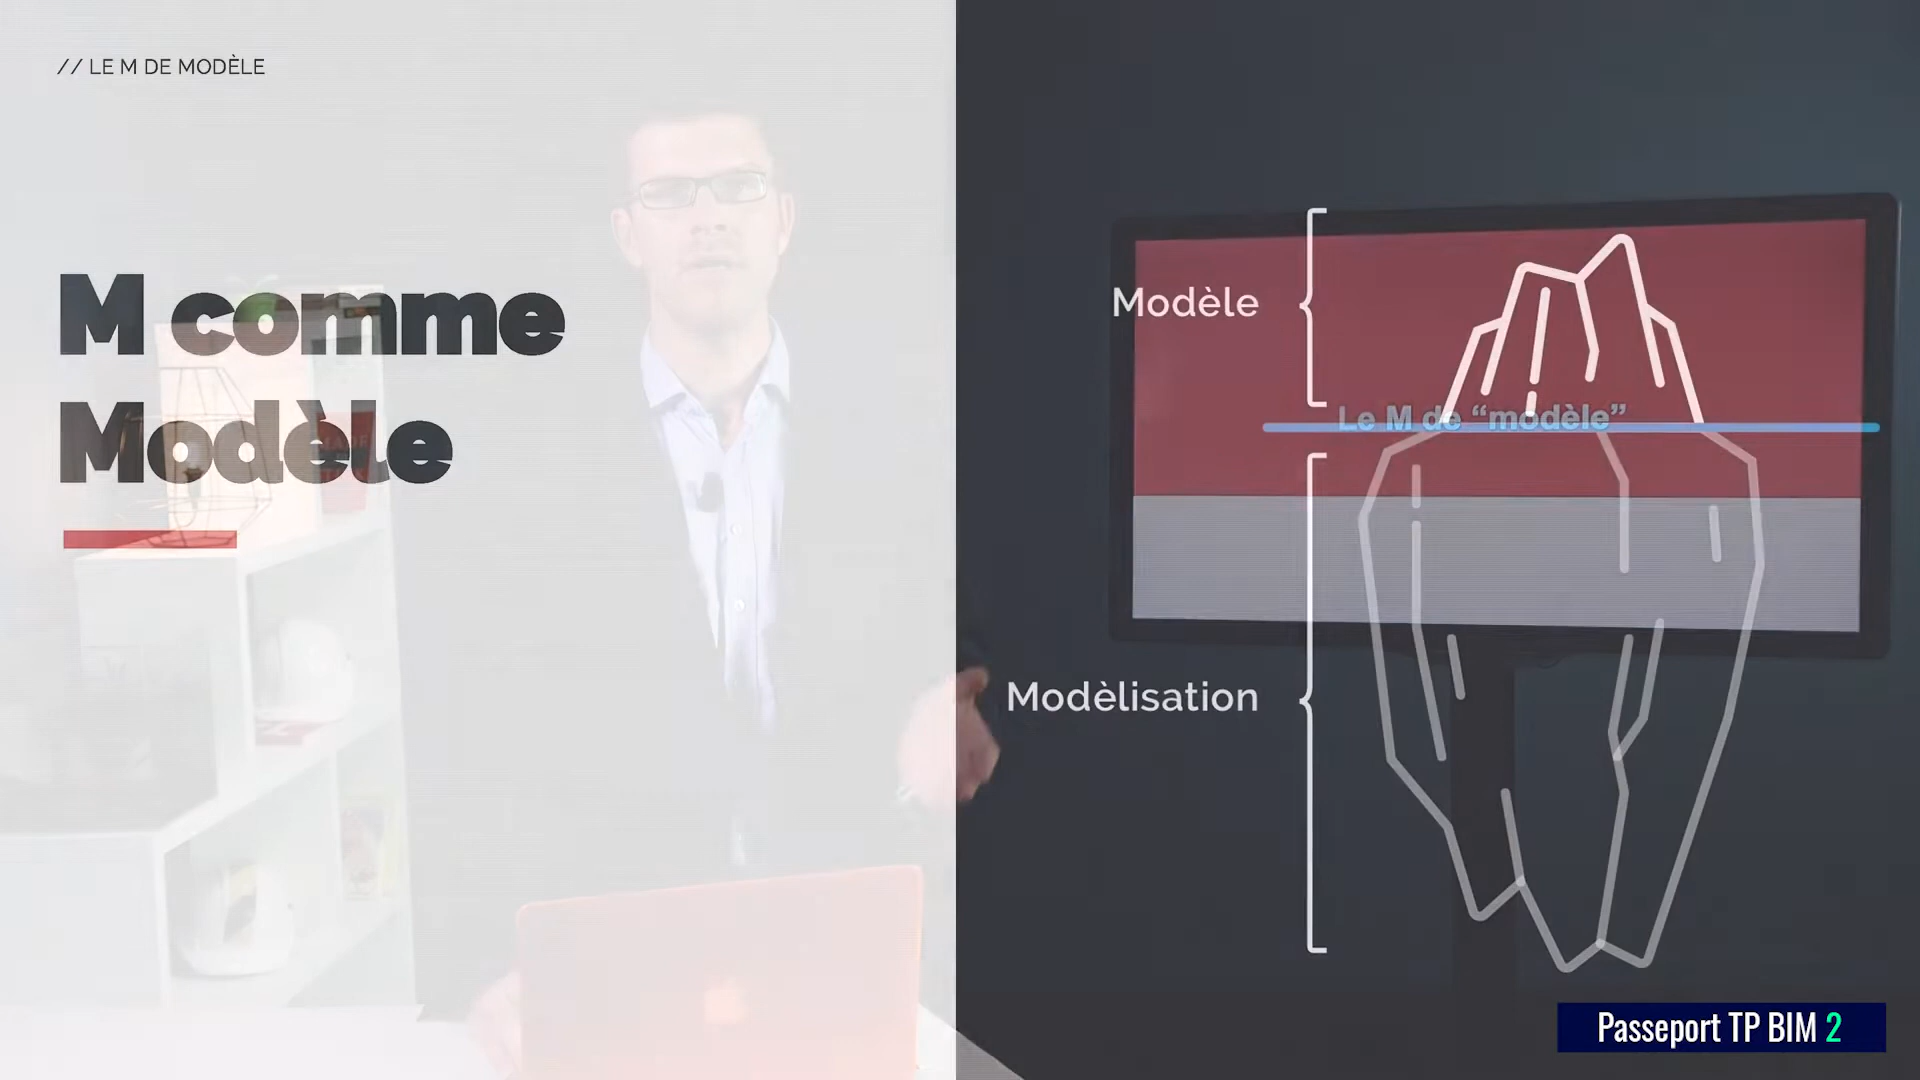 // LE M DE MODÈLE
M comme
Modèle
Modèle
Le M de “modèle”
Modèlisation
Passeport TP BIM 2